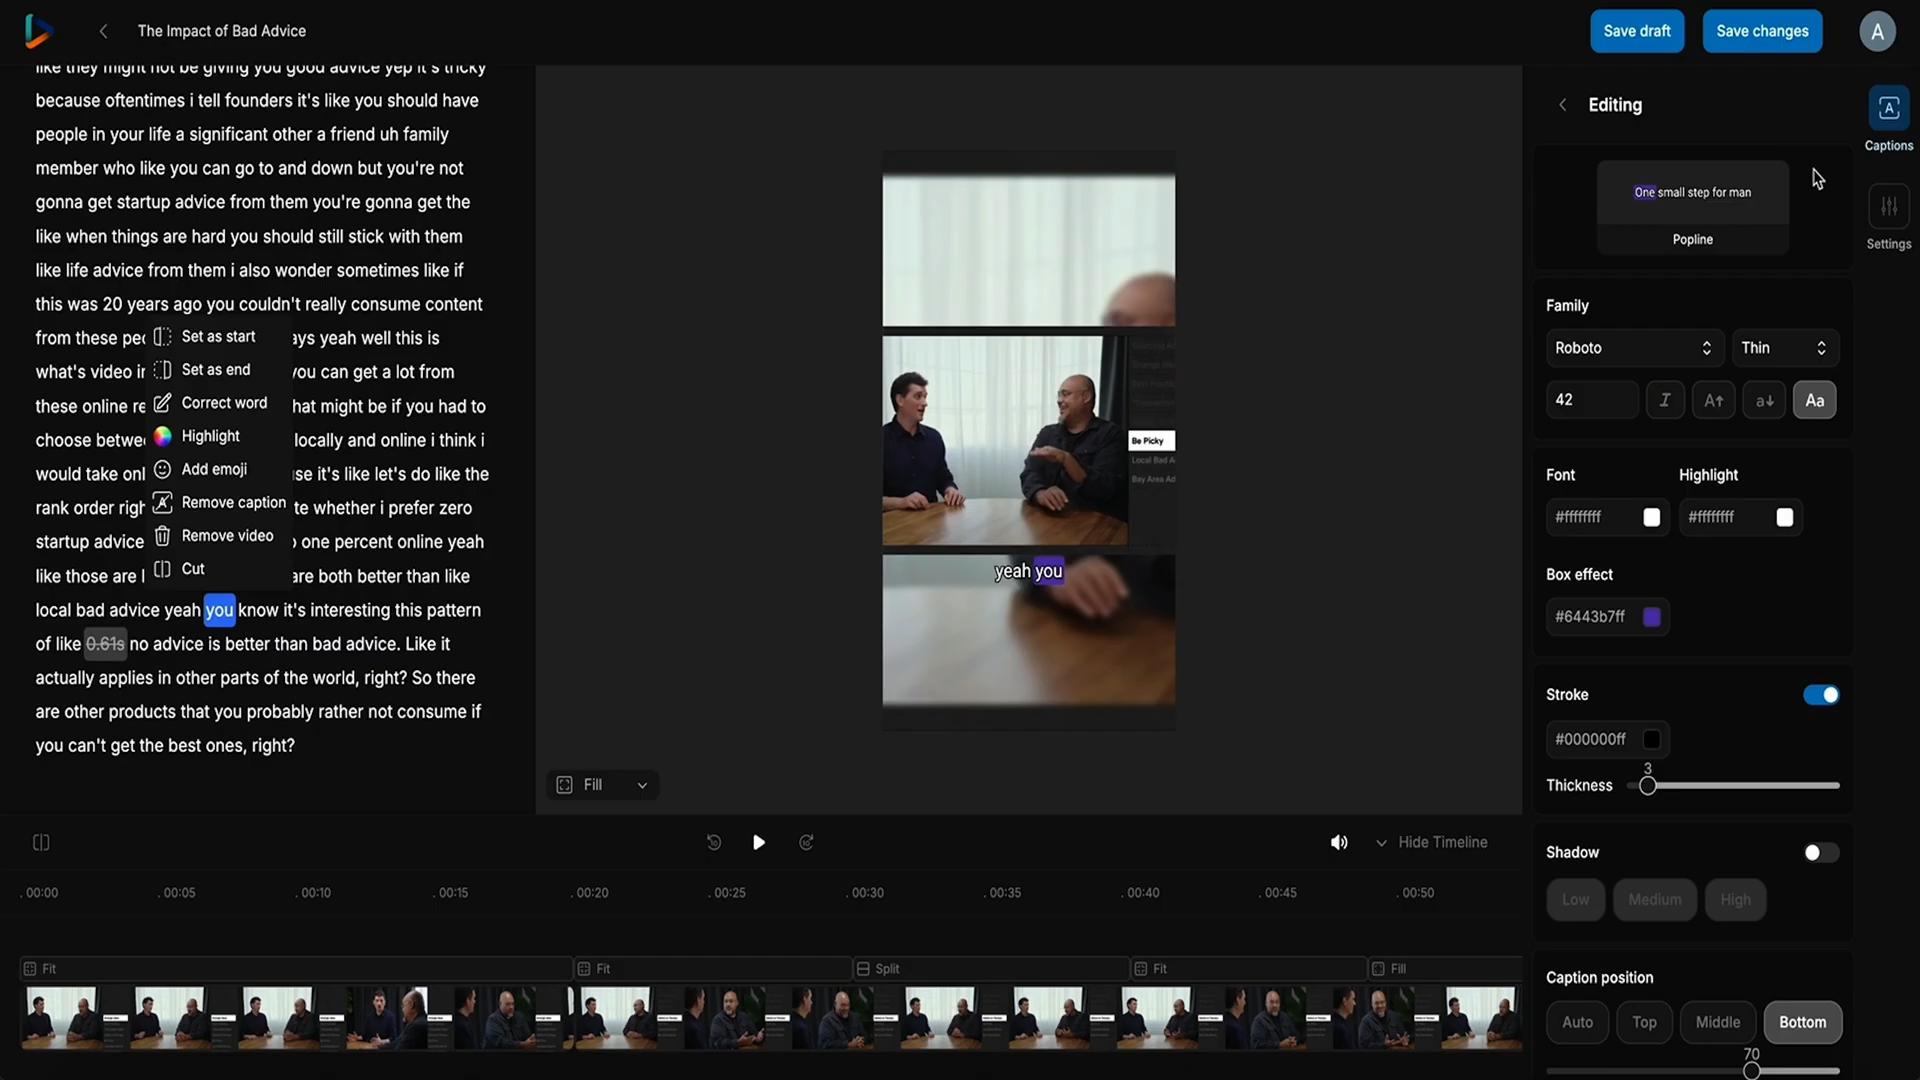 The Impact of Bad Advice
Save draft
Save changes
A
like they might not be giving you good advice yep it's tricky
because oftentimes i tell founders it's like you should have
people in your life a significant other a friend uh family
member who like you can go to and down but you're not
gonna get startup advice from them you're gonna get the
like when things are hard you should still stick with them
like life advice from them i also wonder sometimes like if
this was 20 years ago you couldn't really consume content
from these ays yeah well this is
what's video you can get a lot from
these online hat might be if you had to
choose locally and online i think i
would take it's like let's do like the
rank order whether i prefer zero
startup advice one percent online yeah
like those are are both better than like
local bad advice yeah you know it's interesting this pattern
of like 0.61s no advice is better than bad advice. Like it
actually applies in other parts of the world, right? So there
are other products that you probably rather not consume if
you can't get the best ones, right?
Set as start
Set as end
Correct word
Highlight
Add emoji
Remove caption
Remove video
Cut
Be Picky
Local Bad A
Bay Area Ad
yeah you
Fill
Editing
One small step for man
Popline
Family
Roboto
Thin
42
I
A↑
a↓
Aa
Font
Highlight
#ffffffff
#ffffffff
Box effect
#6443b7ff
Stroke
#000000ff
3
Thickness
Shadow
Low
Medium
High
Caption position
Auto
Top
Middle
Bottom
70
Captions
Settings
Hide Timeline
. 00:00
. 00:05
. 00:10
. 00:15
. 00:20
. 00:25
. 00:30
. 00:35
. 00:40
. 00:45
. 00:50
Fit
Fit
Split
Fit
Fill